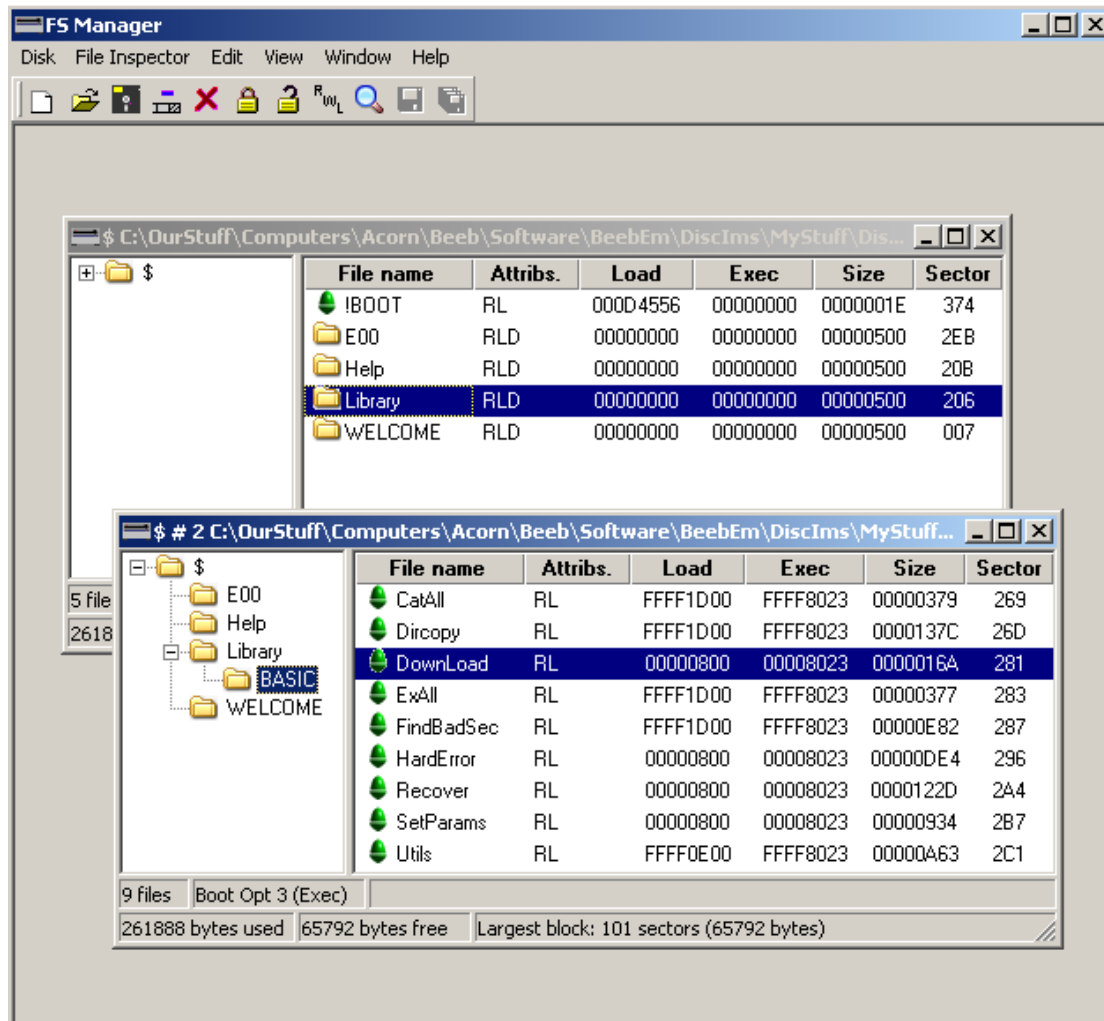 FS Manager
Disk File Inspector Edit View Window Help
RWL
$ C:\OurStuff\Computers\Acorn\Beeb\Software\BeebEm\DiscIms\MyStuff\Dis...
$
File name Attribs. Load Exec Size Sector
!BOOT RL 000D4556 00000000 0000001E 374
E00 RLD 00000000 00000000 00000500 2EB
Help RLD 00000000 00000000 00000500 20B
Library RLD 00000000 00000000 00000500 206
WELCOME RLD 00000000 00000000 00000500 007
5 file
2618
$ # 2 C:\OurStuff\Computers\Acorn\Beeb\Software\BeebEm\DiscIms\MyStuff...
$
E00
Help
Library
BASIC
WELCOME
File name Attribs. Load Exec Size Sector
CatAll RL FFFF1D00 FFFF8023 00000379 269
Dircopy RL FFFF1D00 FFFF8023 0000137C 26D
DownLoad RL 00000800 00008023 0000016A 281
ExAll RL FFFF1D00 FFFF8023 00000377 283
FindBadSec RL FFFF1D00 FFFF8023 00000E82 287
HardError RL 00000800 00008023 00000DE4 296
Recover RL 00000800 00008023 0000122D 2A4
SetParams RL 00000800 00008023 00000934 2B7
Utils RL FFFF0E00 FFFF8023 00000A63 2C1
9 files Boot Opt 3 (Exec)
261888 bytes used 65792 bytes free Largest block: 101 sectors (65792 bytes)